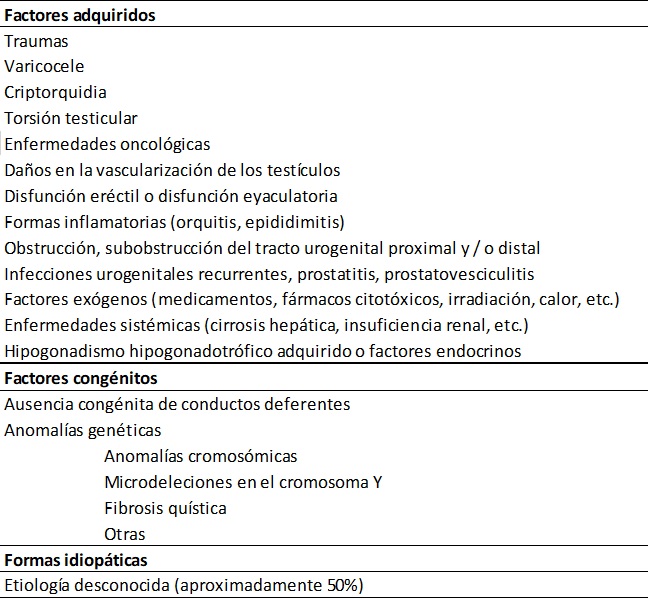 Factores adquiridos
Traumas
Varicocele
Criptorquidia
Torsión testicular
Enfermedades oncológicas
Daños en la vascularización de los testículos
Disfunción eréctil o disfunción eyaculatoria
Formas inflamatorias (orquitis, epididimitis)
Obstrucción, subobstrucción del tracto urogenital proximal y / o distal
Infecciones urogenitales recurrentes, prostatitis, prostatovesciculitis
Factores exógenos (medicamentos, fármacos citotóxicos, irradiación, calor, etc.)
Enfermedades sistémicas (cirrosis hepática, insuficiencia renal, etc.)
Hipogonadismo hipogonadotrófico adquirido o factores endocrinos
Factores congénitos
Ausencia congénita de conductos deferentes
Anomalías genéticas
Anomalías cromosómicas
Microdeleciones en el cromosoma Y
Fibrosis quística
Otras
Formas idiopáticas
Etiología desconocida (aproximadamente 50%)